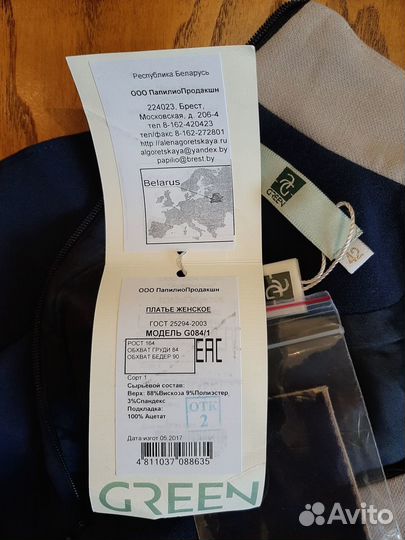 Республика Беларусь
ООО ПапилиоПродакшн
224023, Брест,
Московская, д. 206-4
тел 8-162-420423
тел/факс 8-162-272801
http://alenagoretskaya.ru
algoretskaya@yandex.by
papilio@brest.by
Belarus
GREEN
42
ООО ПапилиоПродакшн
ПЛАТЬЕ ЖЕНСКОЕ
ГОСТ 25294-2003
МОДЕЛЬ G084/1
РОСТ 164
ОБХВАТ ГРУДИ 84
ОБХВАТ БЕДЕР 90
EAC
Сорт 1
Сырьевой состав:
Верх: 88%Вискоза 9%Полиэстер
3%Спандекс
Подкладка:
100% Ацетат
ОТК
2
Дата изгот.05.2017
4 811037 088635
GREEN
Avito